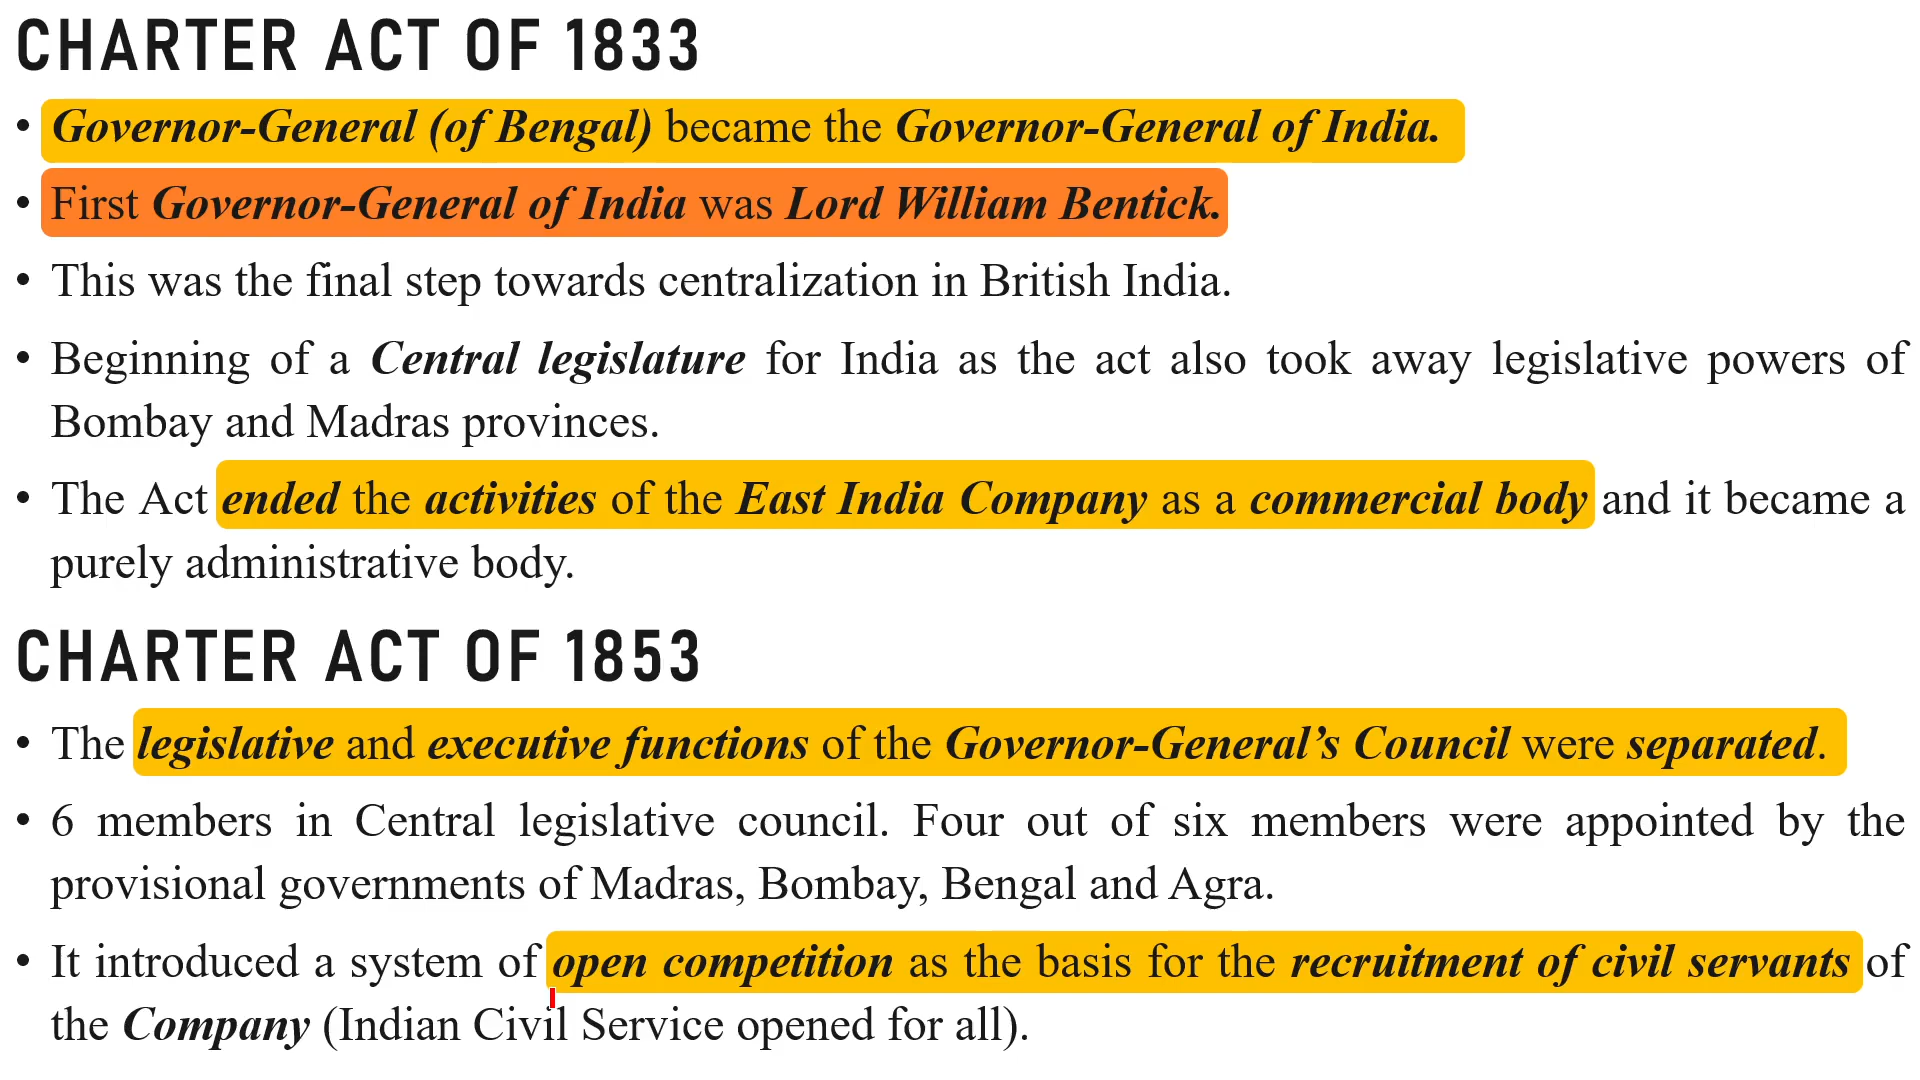 CHARTER ACT OF 1833
• Governor-General (of Bengal) became the Governor-General of India.
• First Governor-General of India was Lord William Bentick.
• This was the final step towards centralization in British India.
• Beginning of a Central legislature for India as the act also took away legislative powers of
Bombay and Madras provinces.
• The Act ended the activities of the East India Company as a commercial body and it became a
purely administrative body.
CHARTER ACT OF 1853
• The legislative and executive functions of the Governor-General’s Council were separated.
• 6 members in Central legislative council. Four out of six members were appointed by the
provisional governments of Madras, Bombay, Bengal and Agra.
• It introduced a system of open competition as the basis for the recruitment of civil servants of
the Company (Indian Civil Service opened for all).